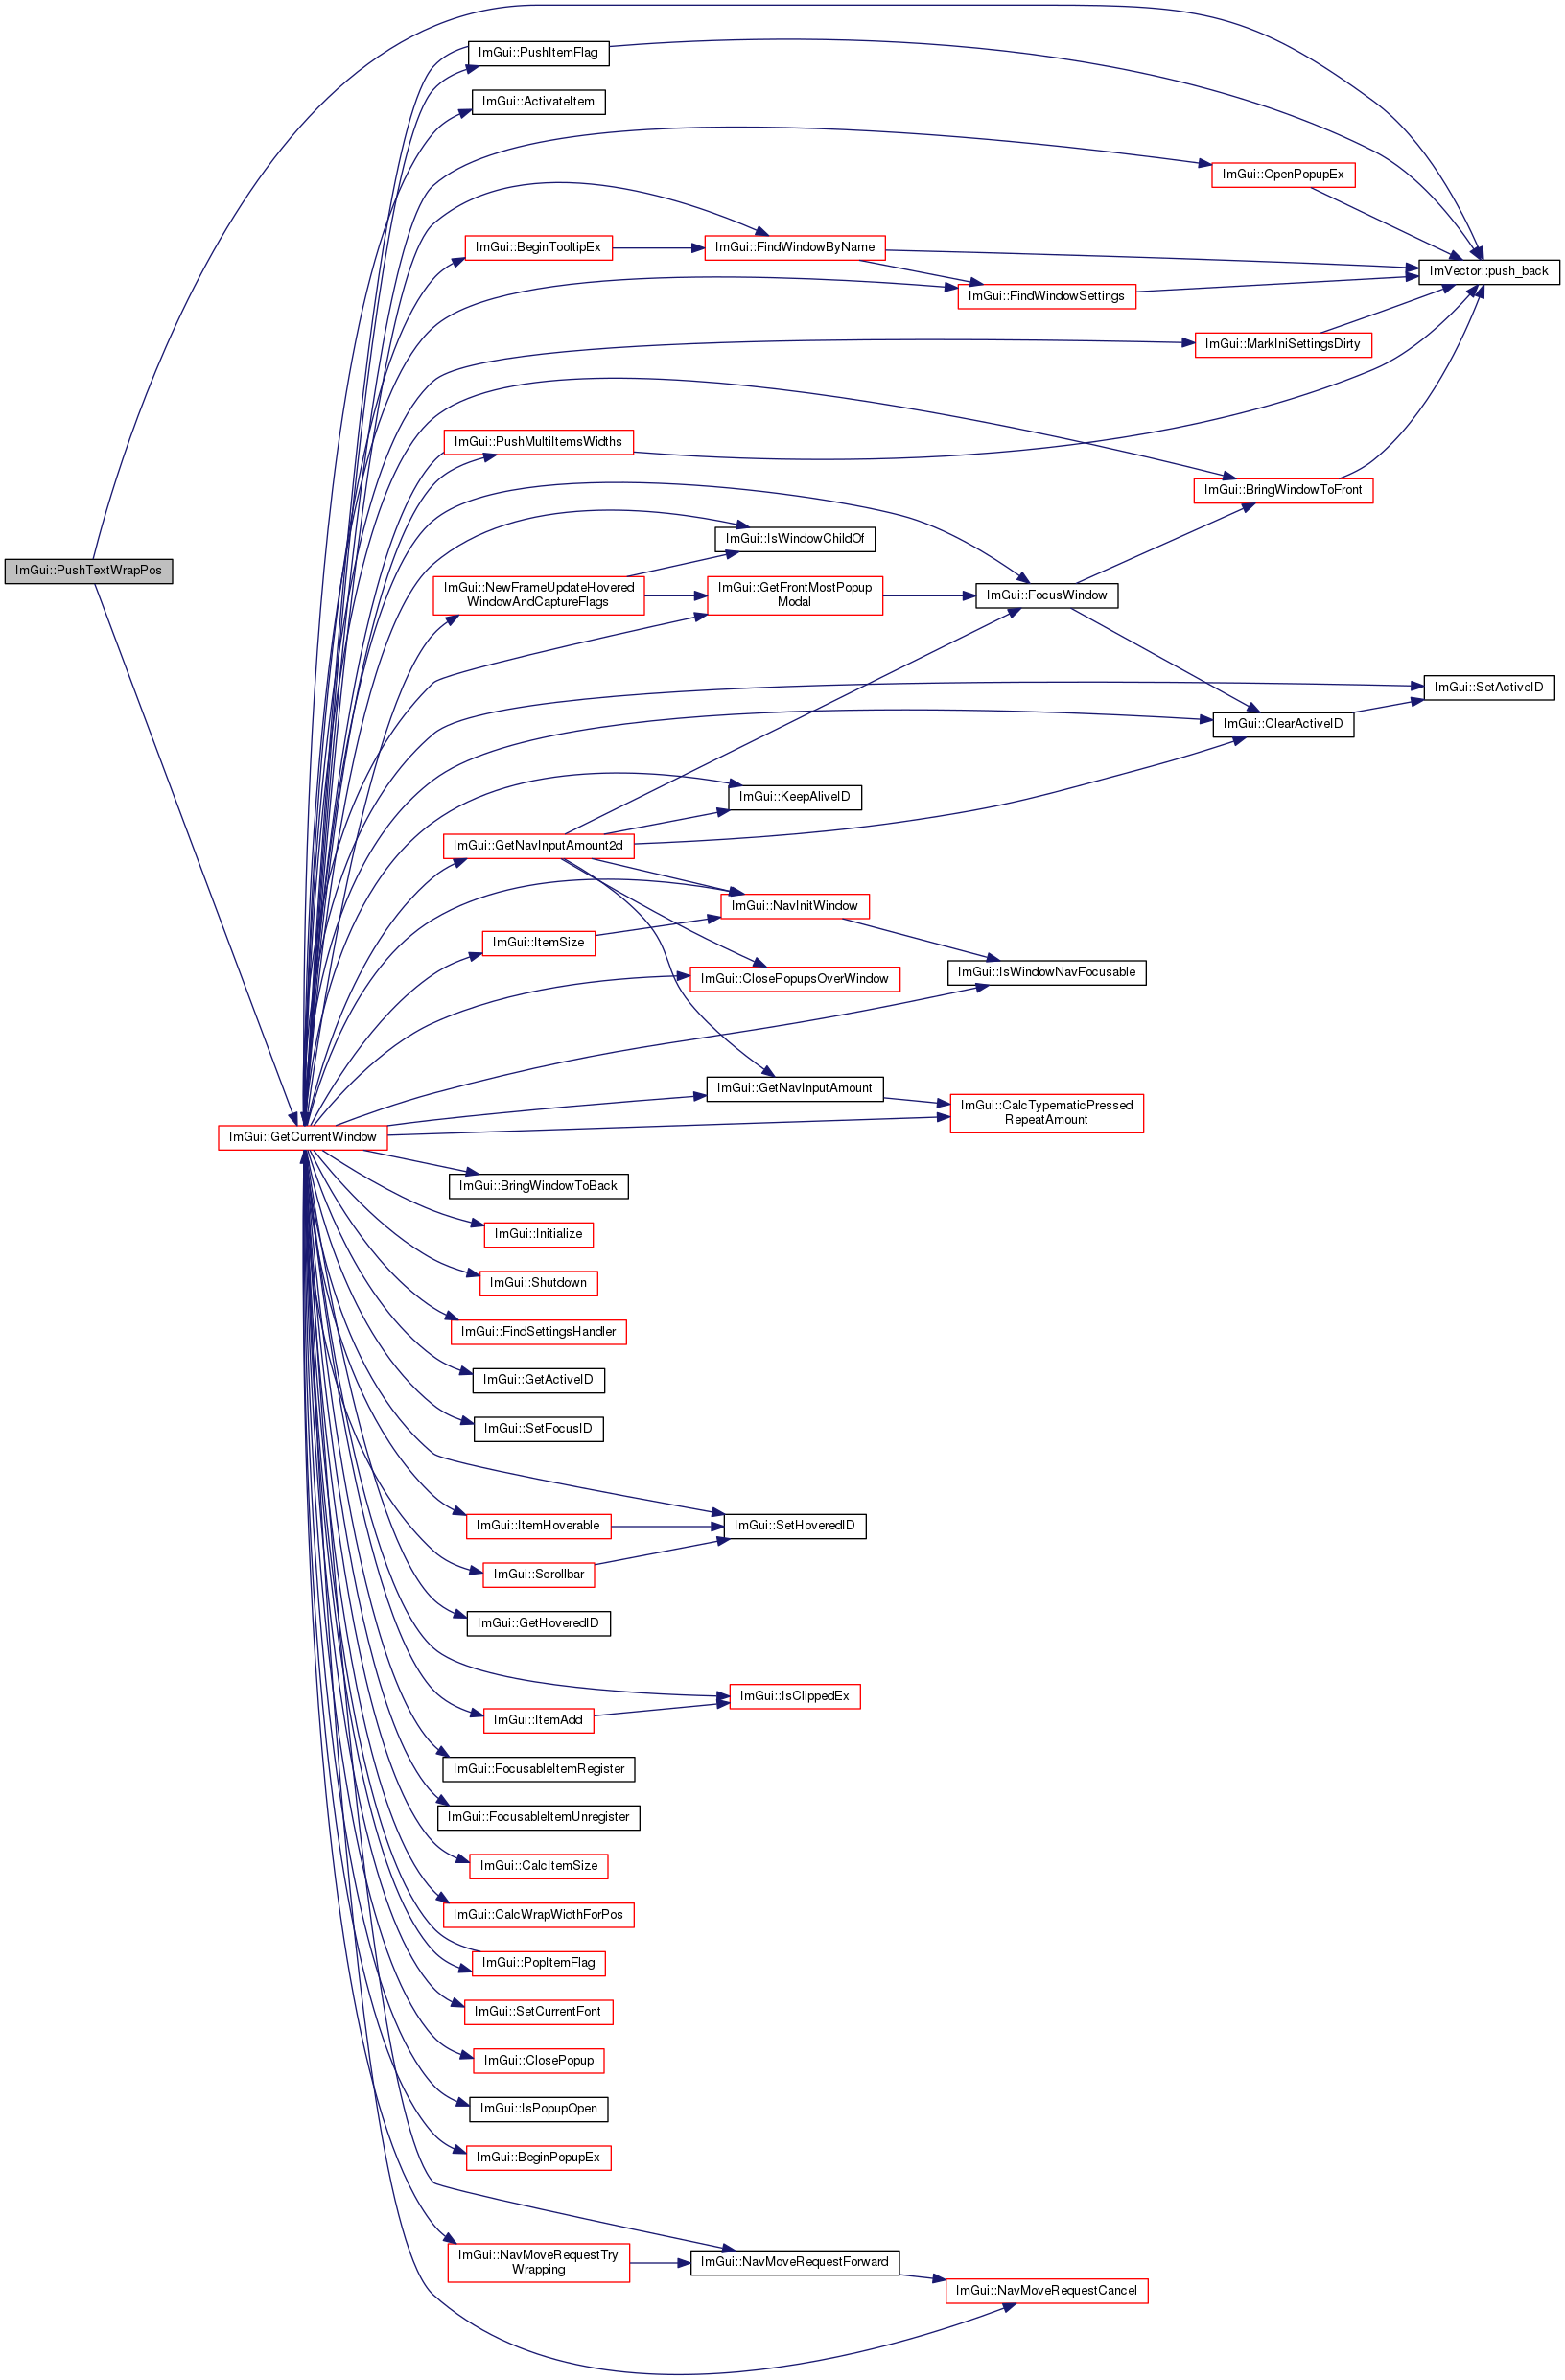 ImGui::PushItemFlag
ImGui::ActivateItem
ImGui::OpenPopupEx
ImGui::BeginTooltipEx
ImGui::FindWindowByName
ImVector::push_back
ImGui::FindWindowSettings
ImGui::MarkIniSettingsDirty
ImGui::PushMultiItemsWidths
ImGui::BringWindowToFront
ImGui::IsWindowChildOf
ImGui::PushTextWrapPos
ImGui::NewFrameUpdateHovered
WindowAndCaptureFlags
ImGui::GetFrontMostPopup
Modal
ImGui::FocusWindow
ImGui::SetActiveID
ImGui::ClearActiveID
ImGui::KeepAliveID
ImGui::GetNavInputAmount2d
ImGui::NavInitWindow
ImGui::ItemSize
ImGui::ClosePopupsOverWindow
ImGui::IsWindowNavFocusable
ImGui::GetNavInputAmount
ImGui::CalcTypematicPressed
RepeatAmount
ImGui::GetCurrentWindow
ImGui::BringWindowToBack
ImGui::Initialize
ImGui::Shutdown
ImGui::FindSettingsHandler
ImGui::GetActiveID
ImGui::SetFocusID
ImGui::ItemHoverable
ImGui::SetHoveredID
ImGui::Scrollbar
ImGui::GetHoveredID
ImGui::IsClippedEx
ImGui::ItemAdd
ImGui::FocusableItemRegister
ImGui::FocusableItemUnregister
ImGui::CalcItemSize
ImGui::CalcWrapWidthForPos
ImGui::PopItemFlag
ImGui::SetCurrentFont
ImGui::ClosePopup
ImGui::IsPopupOpen
ImGui::BeginPopupEx
ImGui::NavMoveRequestTry
Wrapping
ImGui::NavMoveRequestForward
ImGui::NavMoveRequestCancel